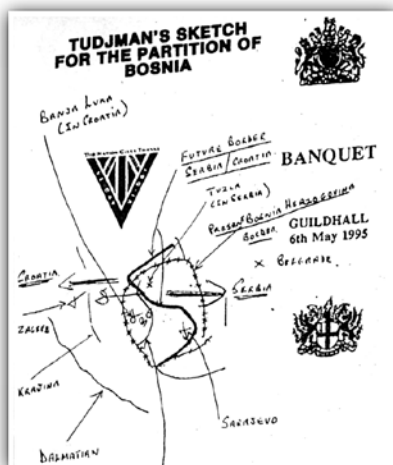 TUDJMAN'S SKETCH
FOR THE PARTITION OF
BOSNIA
BANJA LUKA
(IN CROATIA)
FUTURE BORDER
SERBIA / CROATIA
BANQUET
TUZLA
(IN SERBIA)
PRESENT BOSNIA HERZEGOVINA
BORDER
GUILDHALL
6th May 1995
X BELGRADE
CROATIA
SERBIA
ZAGREB
KRAJINA
SARAJEVO
DALMATIAN